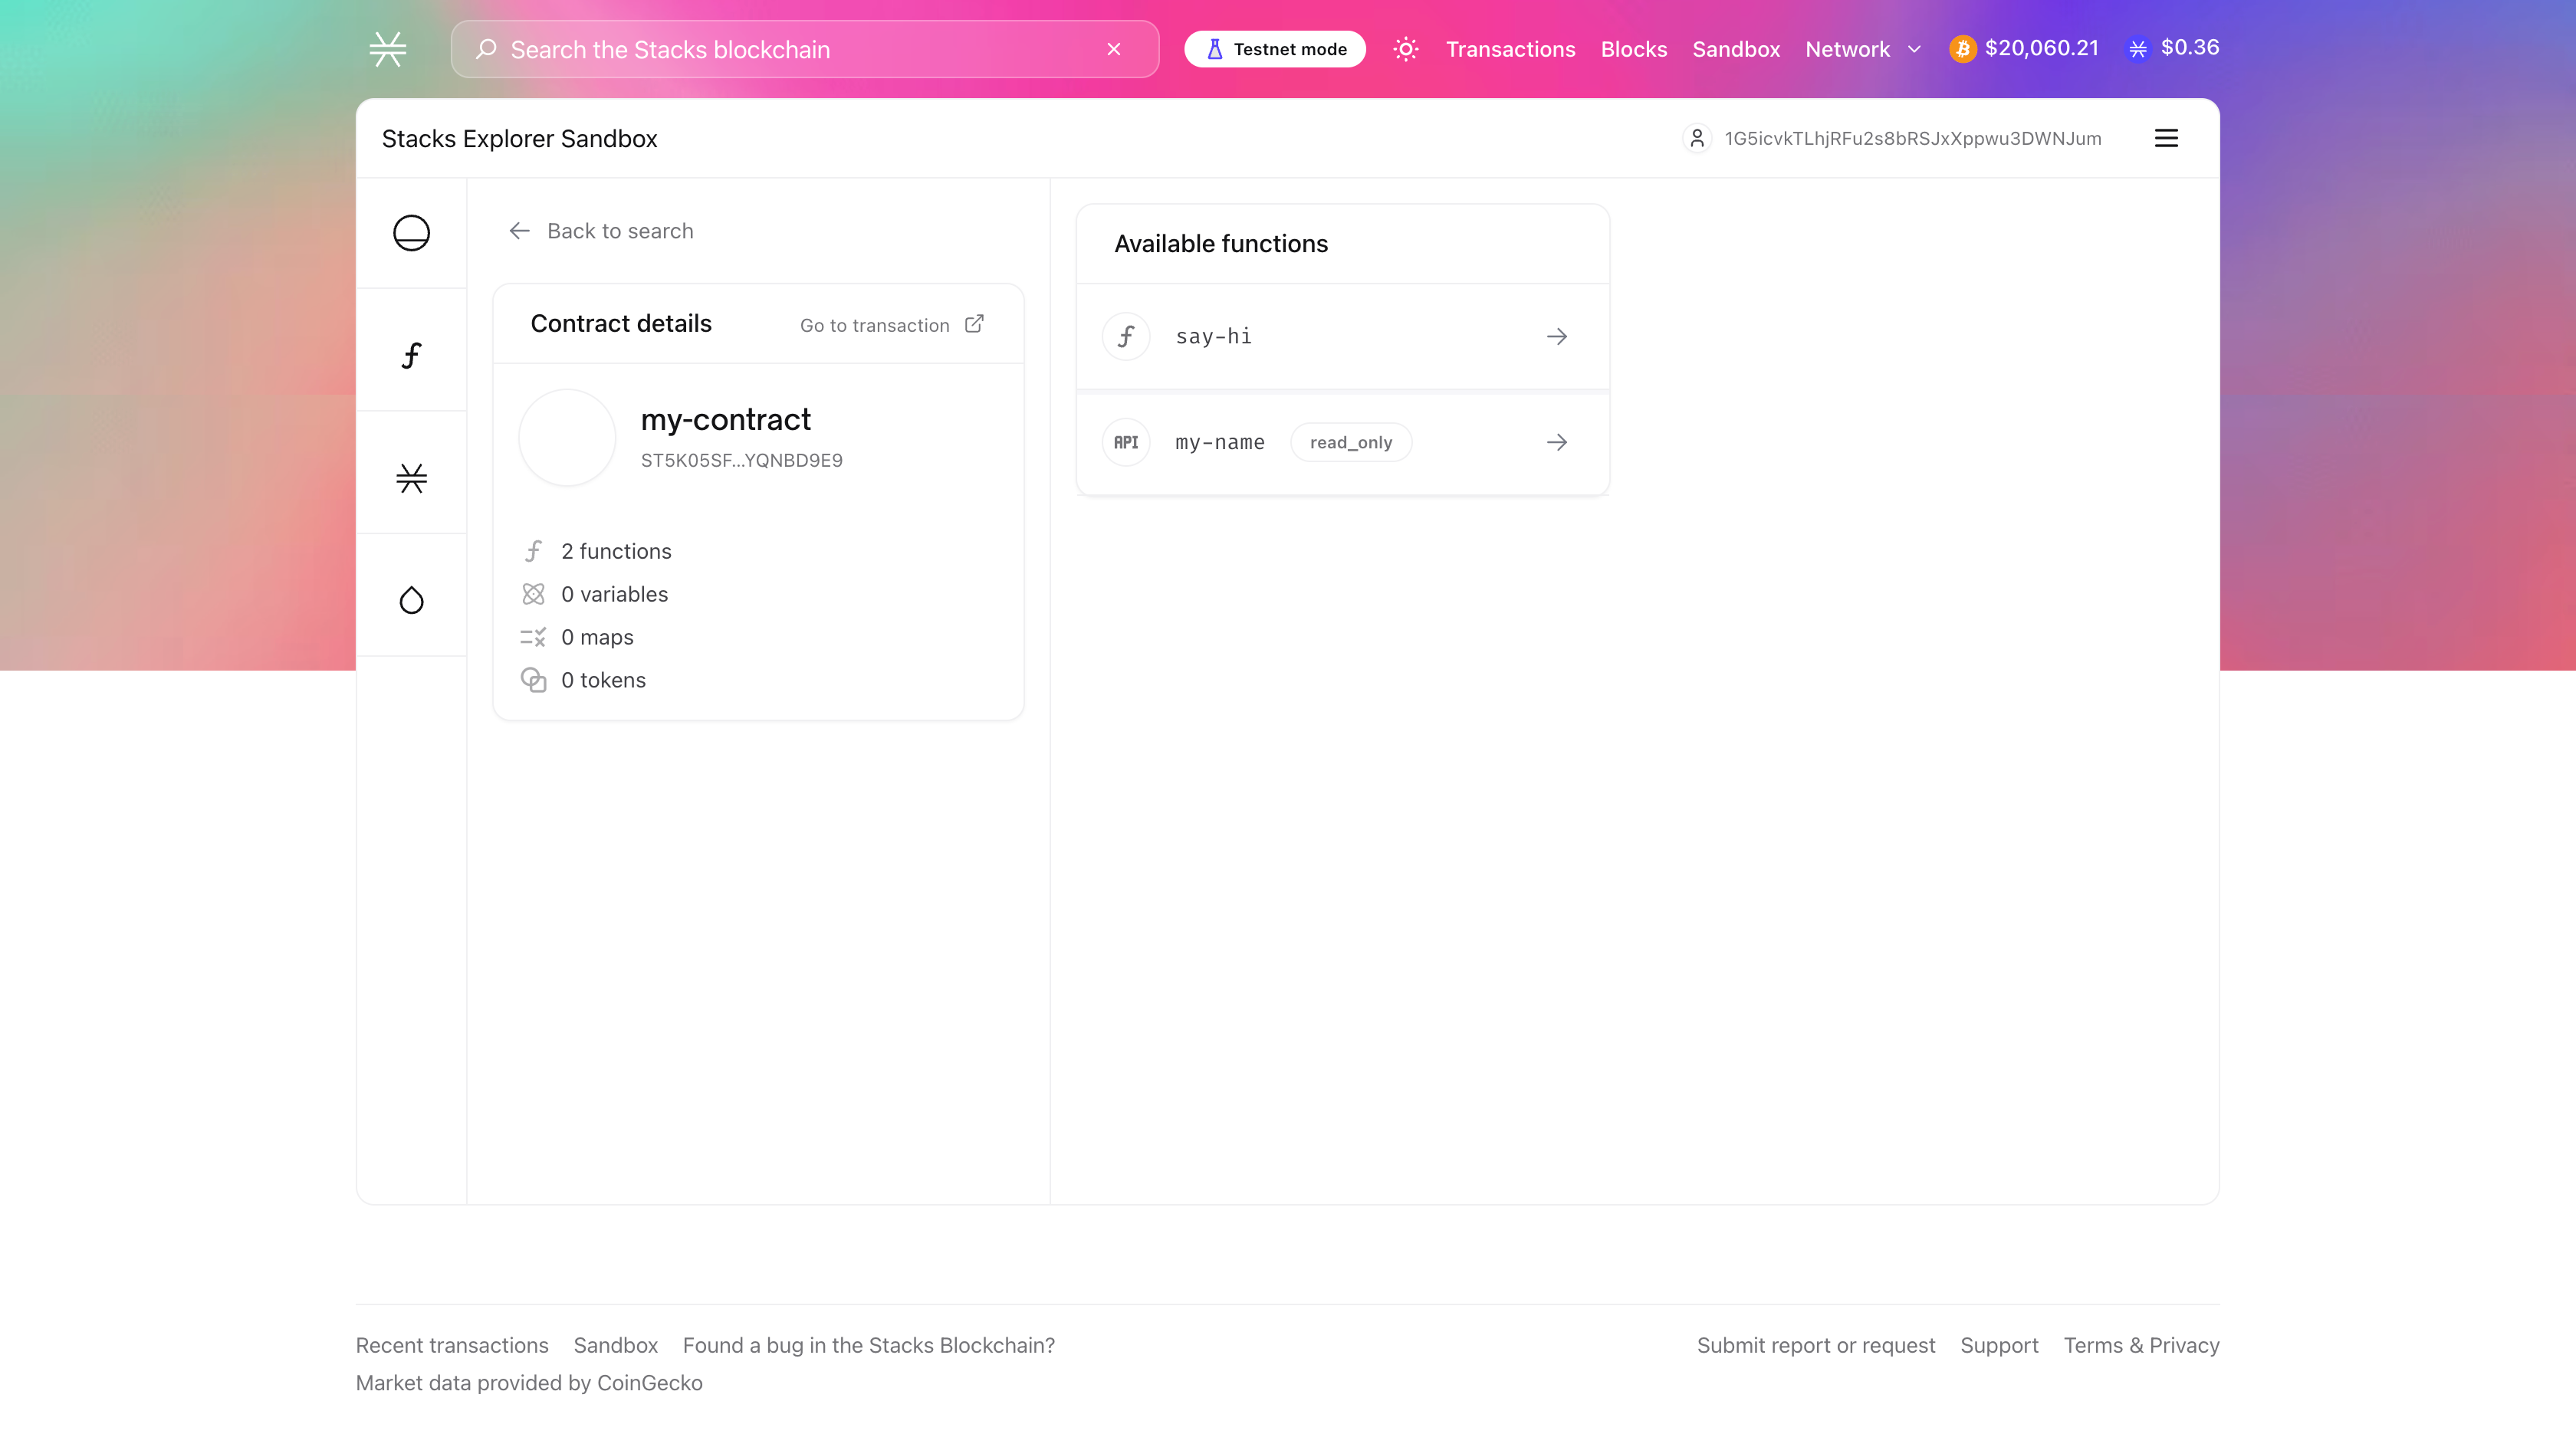 Search the Stacks blockchain
Testnet mode
Transactions
Blocks
Sandbox
Network
$20,060.21
$0.36
Stacks Explorer Sandbox
1G5icvkTLhjRFu2s8bRSJxXppwu3DWNJum
Back to search
Contract details
Go to transaction
my-contract
ST5K05SF...YQNBD9E9
2 functions
0 variables
0 maps
0 tokens
Available functions
say-hi
API my-name read_only
Recent transactions Sandbox Found a bug in the Stacks Blockchain?
Submit report or request Support Terms & Privacy
Market data provided by CoinGecko